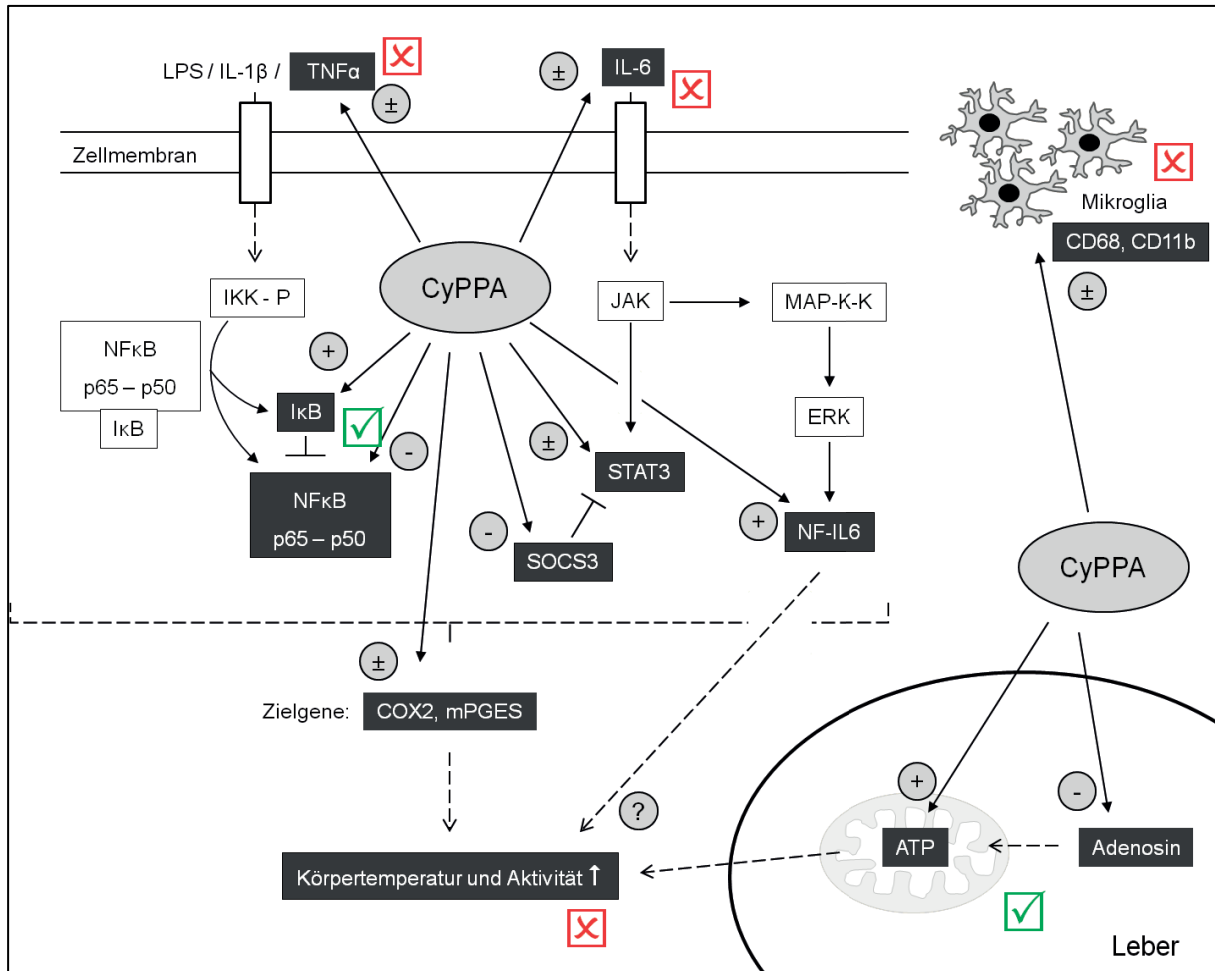 LPS / IL-1β / TNFα
±
± IL-6
Zellmembran
Mikroglia
CD68, CD11b
±
CyPPA
IKK - P
JAK
MAP-K-K
NFκB
p65 – p50
IκB
+
IκB
-
±
ERK
STAT3
NFκB
p65 – p50
-
SOCS3
+
NF-IL6
CyPPA
±
Zielgene: COX2, mPGES
?
+
-
ATP
Adenosin
Körpertemperatur und Aktivität ↑
Leber